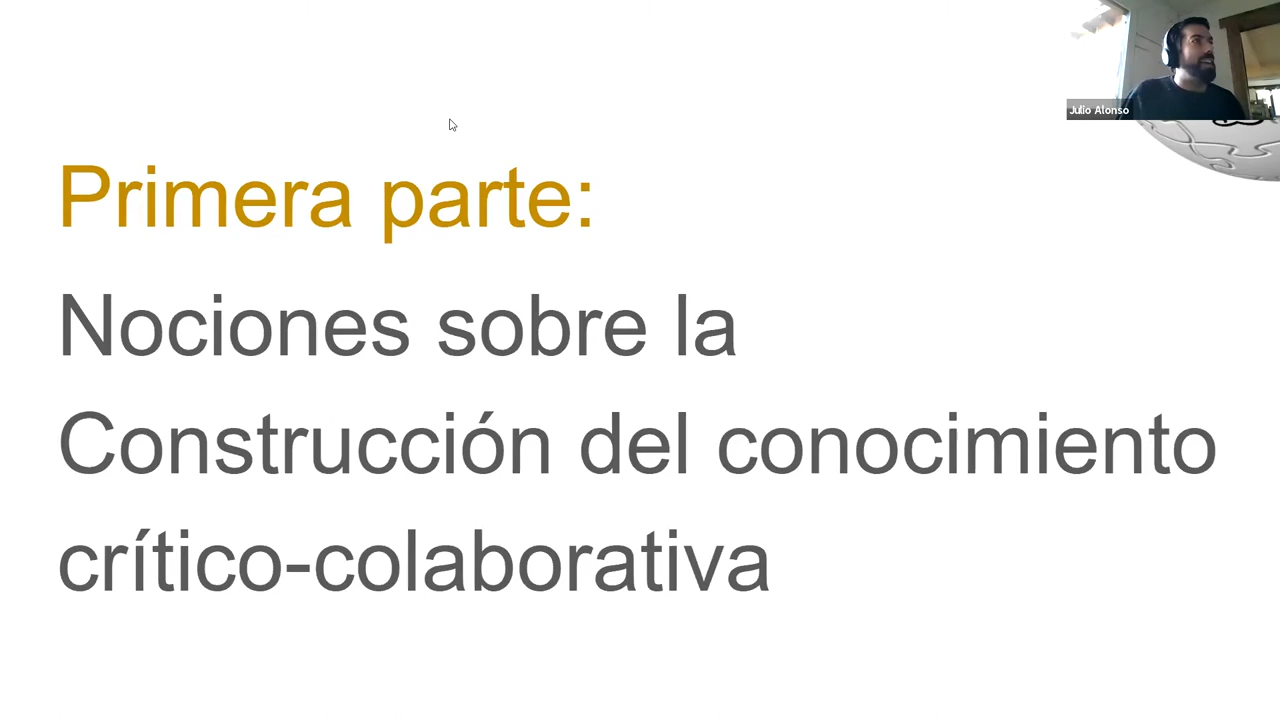 Julio Alonso
Primera parte:
Nociones sobre la
Construcción del conocimiento
crítico-colaborativa